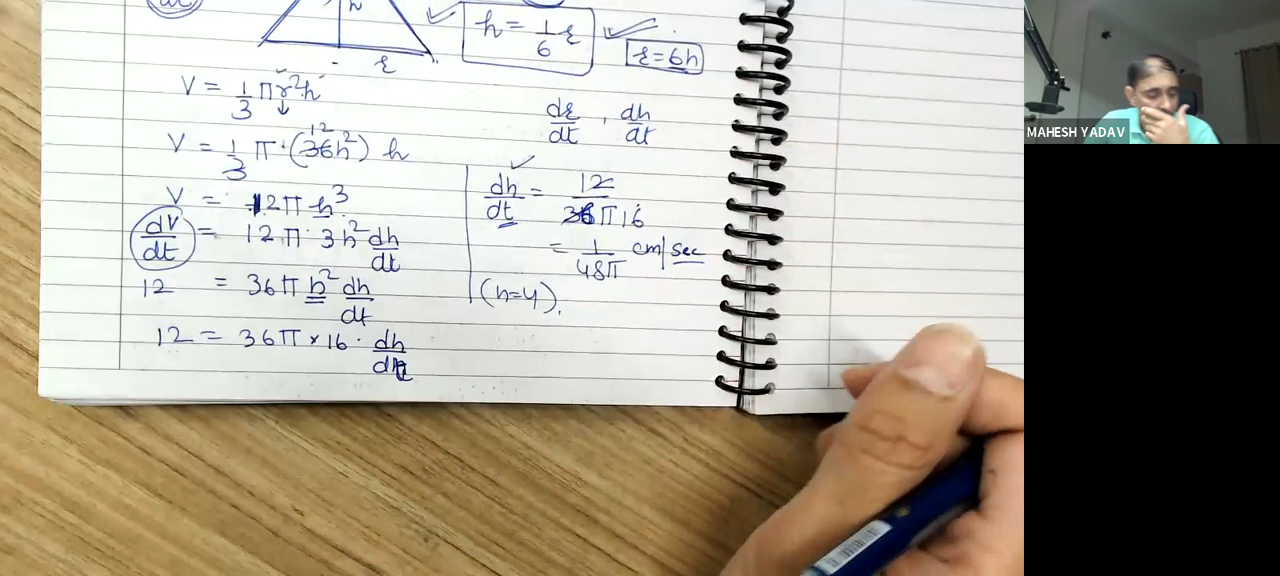 h
h = 1/6 r
r = 6h
r
V = 1/3 πr²h
dr/dt , dh/dt
12
V = 1/3 π·(36h²) h
V = 12πh³
dV/dt = 12π·3h² dh/dt
12 = 36π h² dh/dt
12 = 36π × 16 · dh/dt
dh/dt = 12/36π16
= 1/48π cm/sec
(h=4).
MAHESH YADAV